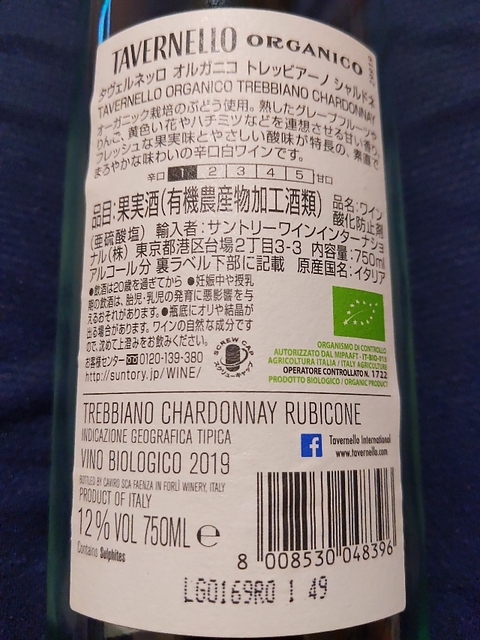 TAVERNELLO ORGANICO
タヴェルネッロ オルガニコ トレッビアーノ シャルドネ
TAVERNELLO ORGANICO TREBBIANO CHARDONNAY
オーガニック栽培のぶどう使用。熟したグレープフルーツや
りんご、黄色い花やハチミツなどを連想させる甘い香り。
フレッシュな果実味とやさしい酸味が特長の、素直で
まろやかな味わいの辛口白ワインです。
辛口 1 2 3 4 5 甘口
品目:果実酒(有機農産物加工酒類) 品名:ワイン
酸化防止剤
(亜硫酸塩) 輸入者:サントリーワインインターナショ
ナル(株) 東京都港区台場2丁目3-3 内容量:750ml
アルコール分 裏ラベル下部に記載 原産国名:イタリア
●飲酒は20歳を過ぎてから ●妊娠中や授乳
期の飲酒は、胎児・乳児の発育に悪影響を与
えるおそれがあります。●瓶底にオリや結晶が
出る場合があります。ワインの自然な成分です
ので、沈めて上澄みをお飲みください。
お客様センター 0120-139-380
http://suntory.jp/WINE/
SCREW CAP
スクリューキャップ
ORGANISMO DI CONTROLLO
AUTORIZZATO DAL MIPAAFT - IT-BIO-015
AGRICOLTURA ITALIA / ITALY AGRICULTURE
OPERATORE CONTROLLATO N. 1722
PRODOTTO BIOLOGICO / ORGANIC PRODUCT
TREBBIANO CHARDONNAY RUBICONE
INDICAZIONE GEOGRAFICA TIPICA
VINO BIOLOGICO 2019
BOTTLED BY CAVIRO SCA FAENZA IN FORLÌ WINERY, ITALY
PRODUCT OF ITALY
12%VOL 750ML e
Contains Sulphites
Tavernello International
www.tavernello.com
8 008530 048396
LG0169R0 1 49